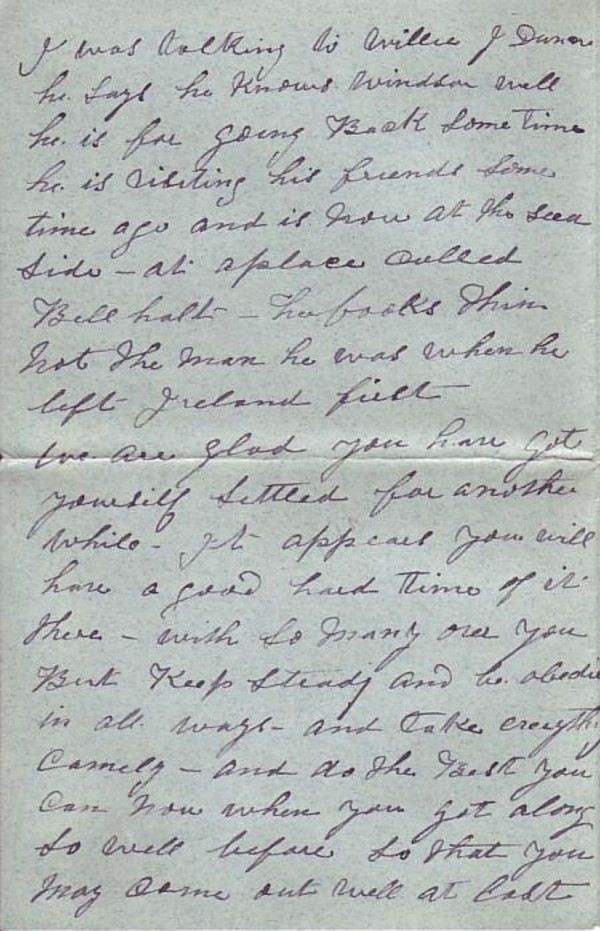 I was talking to Willie J
he says he knows Windsor well
he is for going Back some time
he is visiting his friends some
time ago and is now at the sea
side - at aplace Called
Bell halt - he looks thin
not the man he was when he
left Ireland first
we are glad you have got
yourself settled for another
while - It appears you will
have a good hard time of it
there - with so many over you
But Keep steady and be obedie
in all ways - and take everyth
Camely - and do the Best you
Can now when you got along
so well before so that you
may Come out well at last